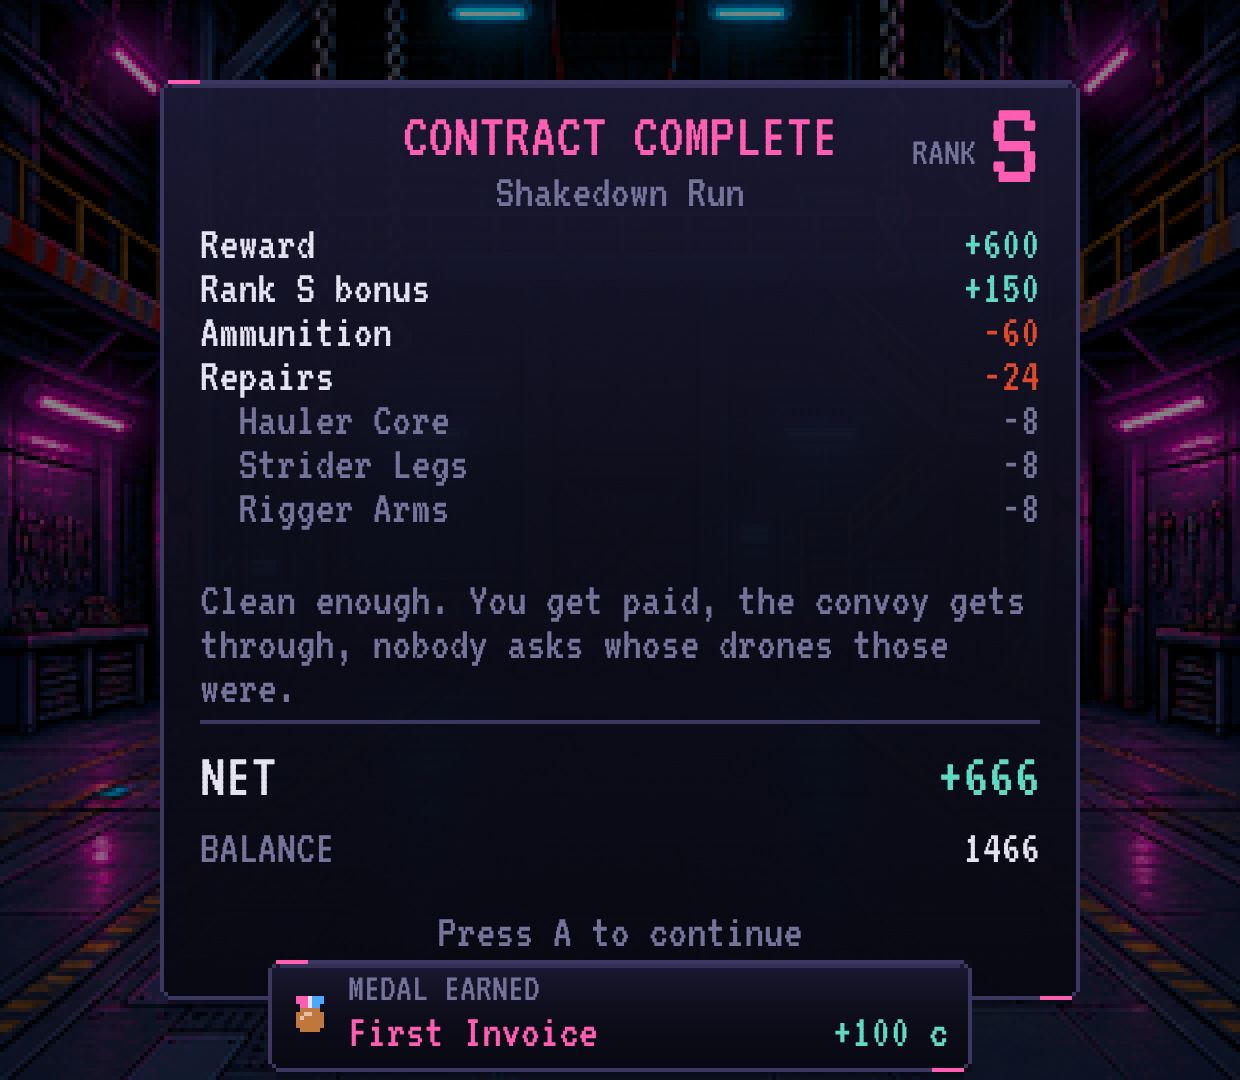 CONTRACT COMPLETE
RANK S
Shakedown Run
Reward +600
Rank S bonus +150
Ammunition -60
Repairs -24
Hauler Core -8
Strider Legs -8
Rigger Arms -8
Clean enough. You get paid, the convoy gets
through, nobody asks whose drones those
were.
NET +666
BALANCE 1466
Press A to continue
MEDAL EARNED
First Invoice +100 c